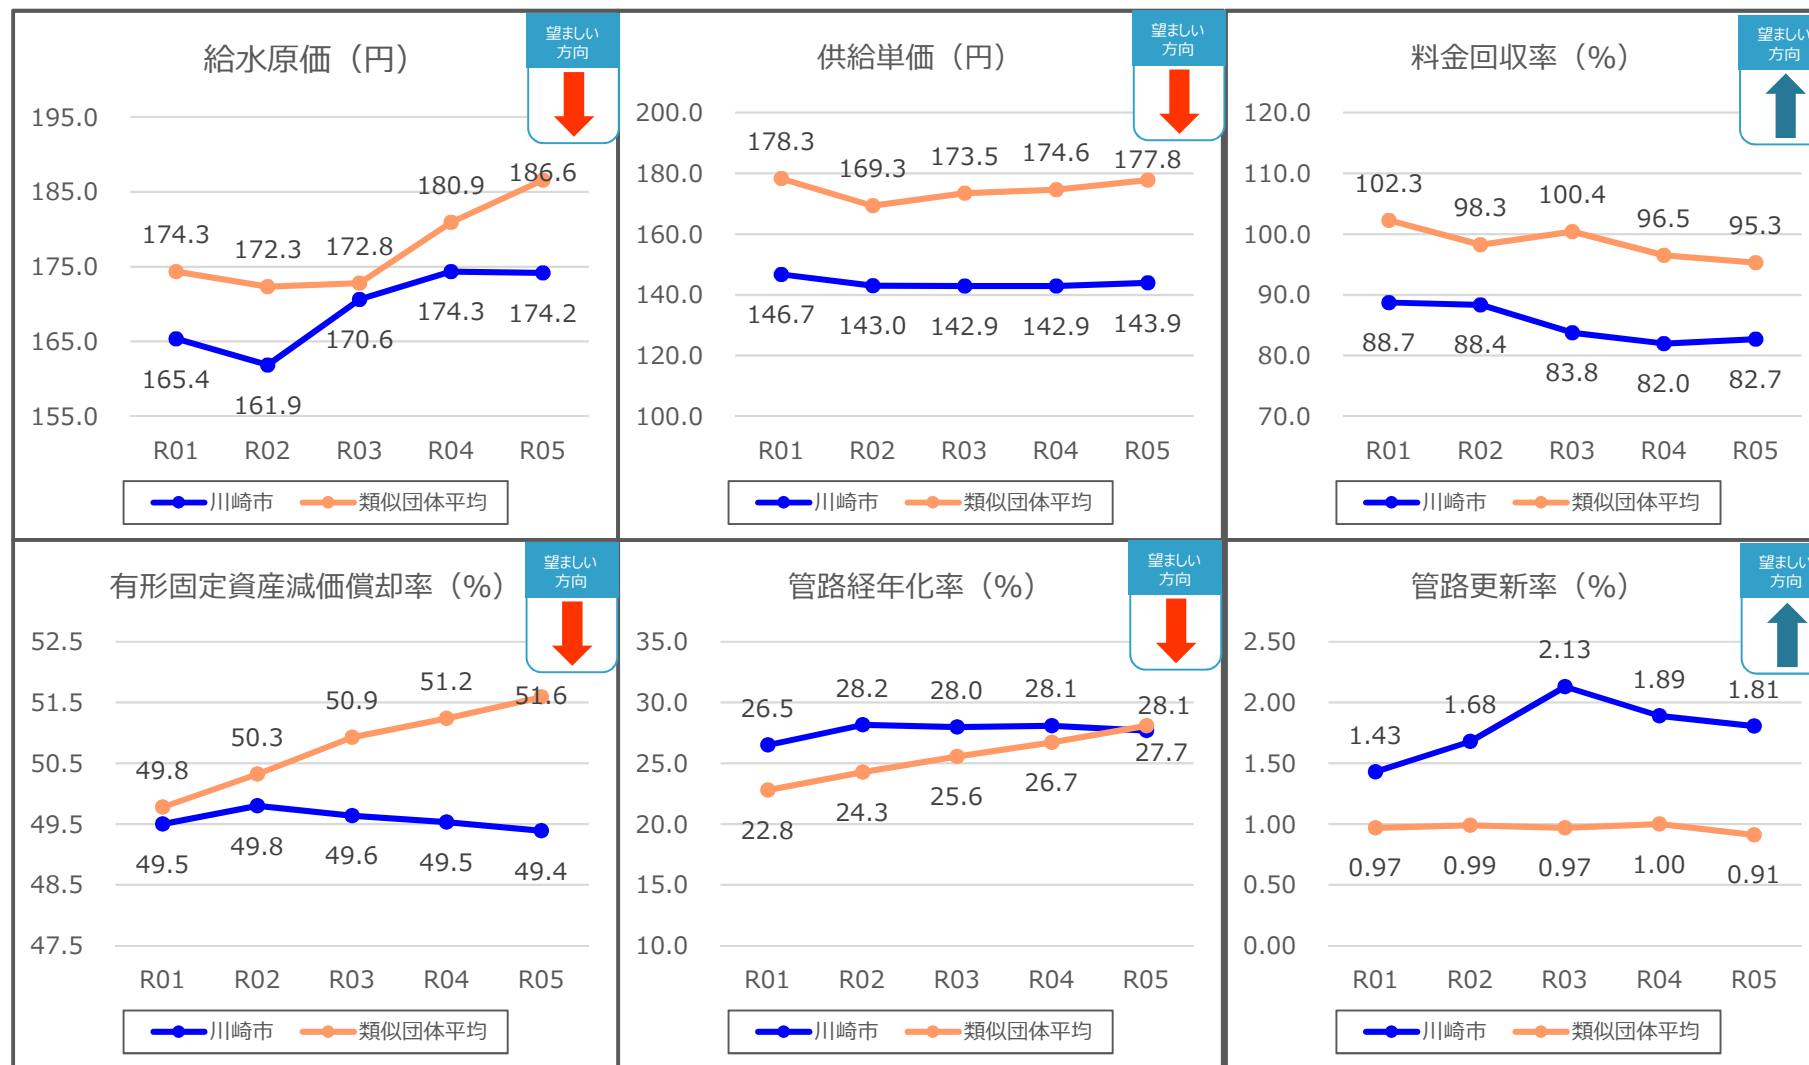 給水原価（円）
望ましい
方向
195.0
185.0
175.0
165.0
155.0
174.3
172.3
172.8
180.9
186.6
165.4
161.9
170.6
174.3
174.2
R01
R02
R03
R04
R05
川崎市
類似団体平均
供給単価（円）
望ましい
方向
200.0
180.0
160.0
140.0
120.0
100.0
178.3
169.3
173.5
174.6
177.8
146.7
143.0
142.9
142.9
143.9
R01
R02
R03
R04
R05
川崎市
類似団体平均
料金回収率（%）
望ましい
方向
120.0
110.0
100.0
90.0
80.0
70.0
102.3
98.3
100.4
96.5
95.3
88.7
88.4
83.8
82.0
82.7
R01
R02
R03
R04
R05
川崎市
類似団体平均
有形固定資産減価償却率（%）
望ましい
方向
52.5
51.5
50.5
49.5
48.5
47.5
49.8
50.3
50.9
51.2
51.6
49.5
49.8
49.6
49.5
49.4
R01
R02
R03
R04
R05
川崎市
類似団体平均
管路経年化率（%）
望ましい
方向
35.0
30.0
25.0
20.0
15.0
10.0
26.5
28.2
28.0
28.1
28.1
22.8
24.3
25.6
26.7
27.7
R01
R02
R03
R04
R05
川崎市
類似団体平均
管路更新率（%）
望ましい
方向
2.50
2.00
1.50
1.00
0.50
0.00
1.43
1.68
2.13
1.89
1.81
0.97
0.99
0.97
1.00
0.91
R01
R02
R03
R04
R05
川崎市
類似団体平均